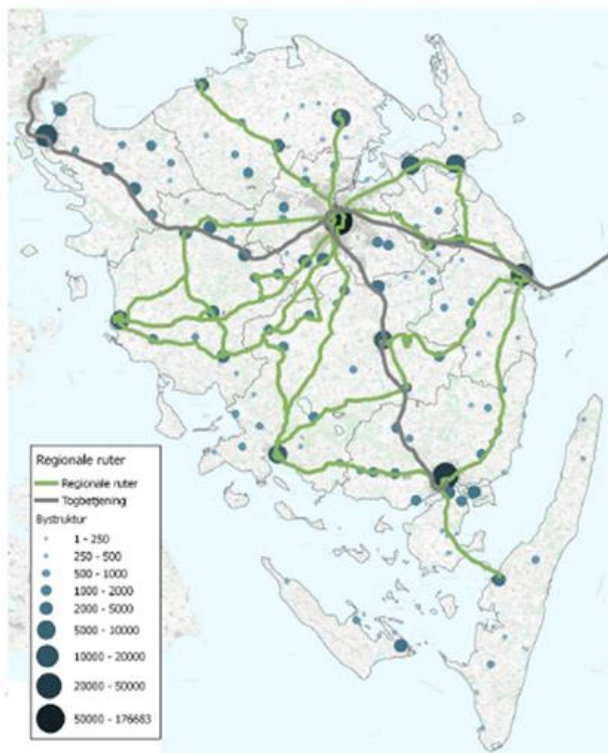 Regionale ruter
Regionale ruter
Togbetjening
Bystruktur
1 - 250
250 - 500
500 - 1000
1000 - 2000
2000 - 5000
5000 - 10000
10000 - 20000
20000 - 50000
50000 - 176683